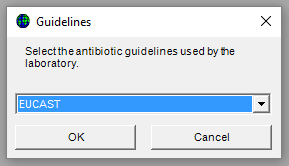 Guidelines
Select the antibiotic guidelines used by the
laboratory.
EUCAST
OK
Cancel